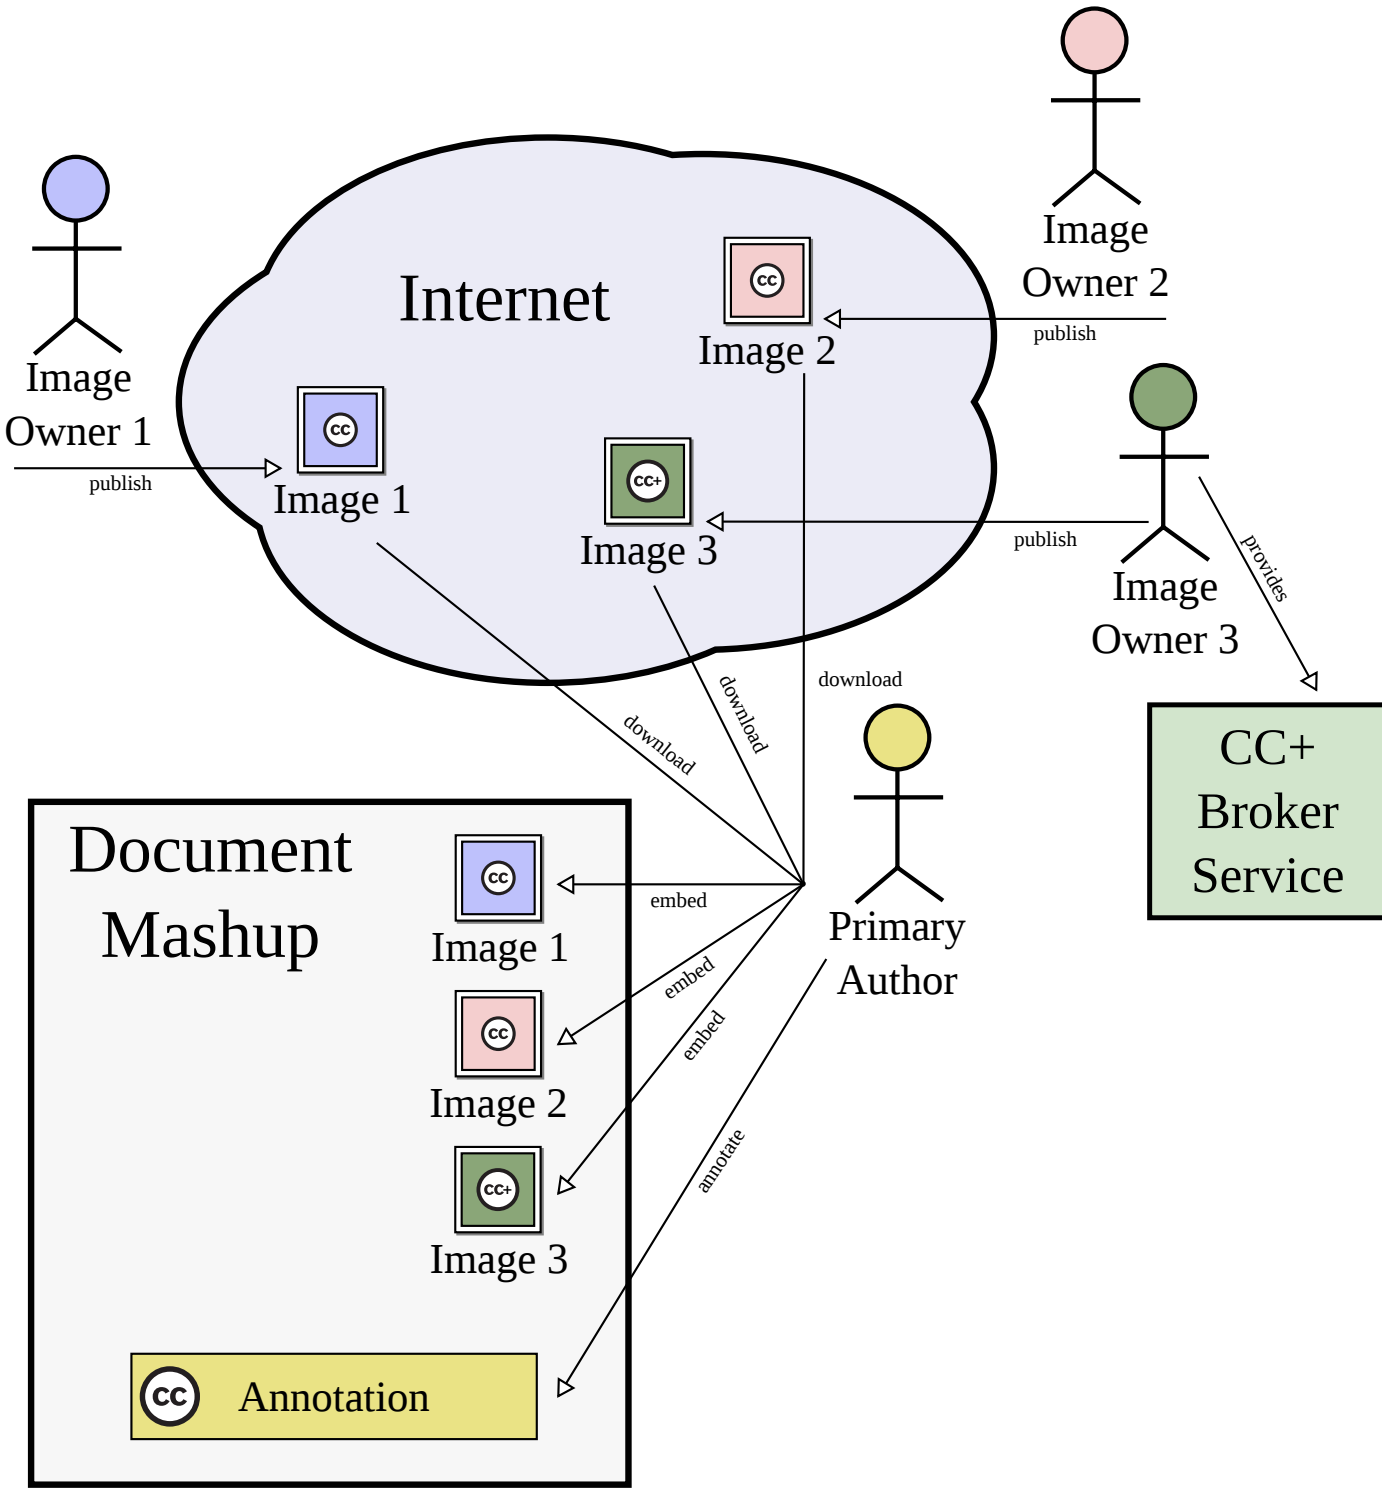 Image
Owner 2
publish
Internet
CC
Image 2
Image
Owner 1
publish
CC
Image 1
CC+
Image 3
publish
Image
Owner 3
provides
download
download
download
CC+
Broker
Service
Primary
Author
Document
Mashup
CC
Image 1
embed
CC
Image 2
embed
CC+
Image 3
embed
annotate
CC
Annotation